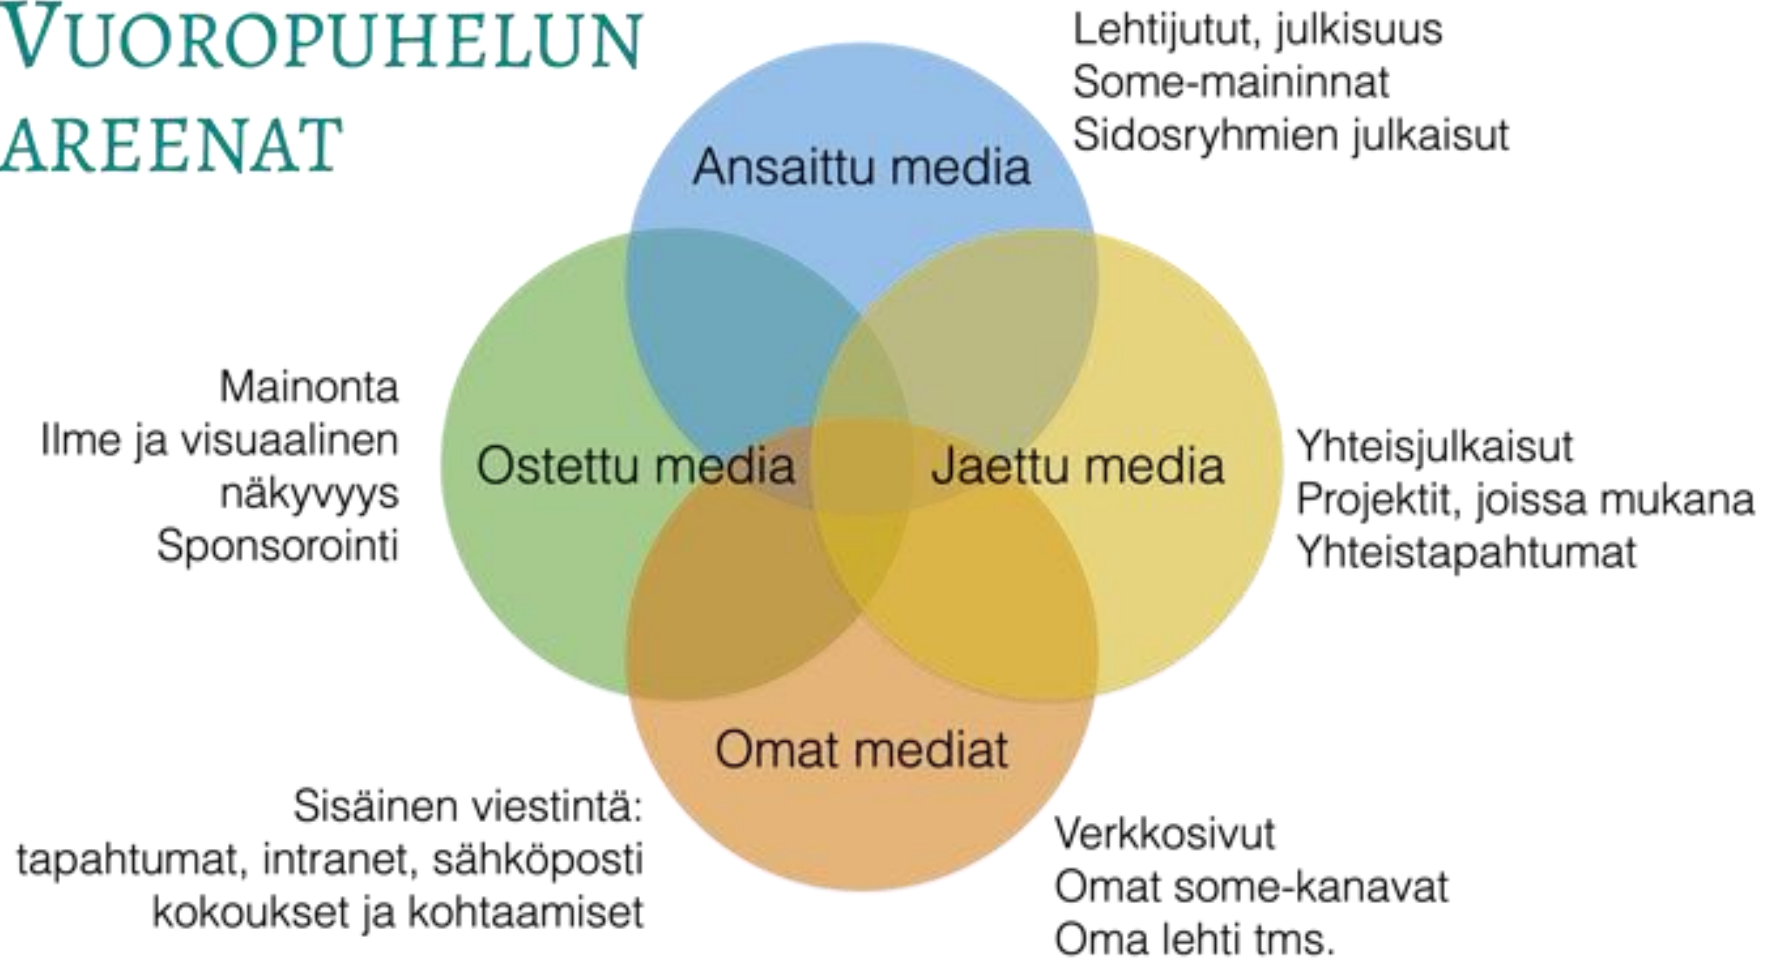 VUOROPUHELUN
AREENAT
Lehtijutut, julkisuus
Some-maininnat
Sidosryhmien julkaisut
Ansaittu media
Mainonta
Ilme ja visuaalinen
näkyvyys
Sponsorointi
Ostettu media
Jaettu media
Yhteisjulkaisut
Projektit, joissa mukana
Yhteistapahtumat
Omat mediat
Sisäinen viestintä:
tapahtumat, intranet, sähköposti
kokoukset ja kohtaamiset
Verkkosivut
Omat some-kanavat
Oma lehti tms.